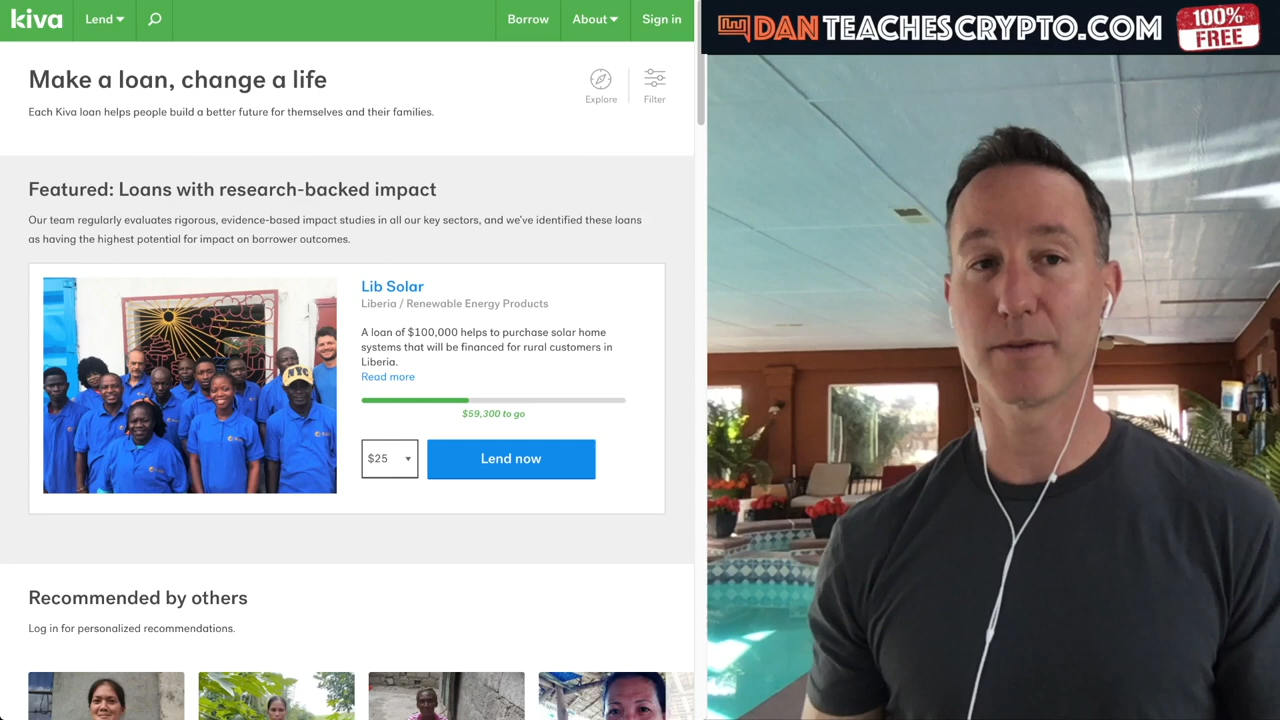 kiva
Lend
Borrow
About
Sign in
Make a loan, change a life
Each Kiva loan helps people build a better future for themselves and their families.
Explore
Filter
Featured: Loans with research-backed impact
Our team regularly evaluates rigorous, evidence-based impact studies in all our key sectors, and we've identified these loans
as having the highest potential for impact on borrower outcomes.
Lib Solar
Liberia / Renewable Energy Products
A loan of $100,000 helps to purchase solar home
systems that will be financed for rural customers in
Liberia.
Read more
$59,300 to go
$25
Lend now
Recommended by others
Log in for personalized recommendations.
DANTEACHESCRYPTO.COM
100%
FREE